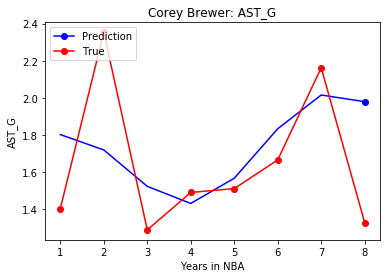 Corey Brewer: AST_G
Prediction
True
AST_G
2.4
2.2
2.0
1.8
1.6
1.4
1 2 3 4 5 6 7 8
Years in NBA